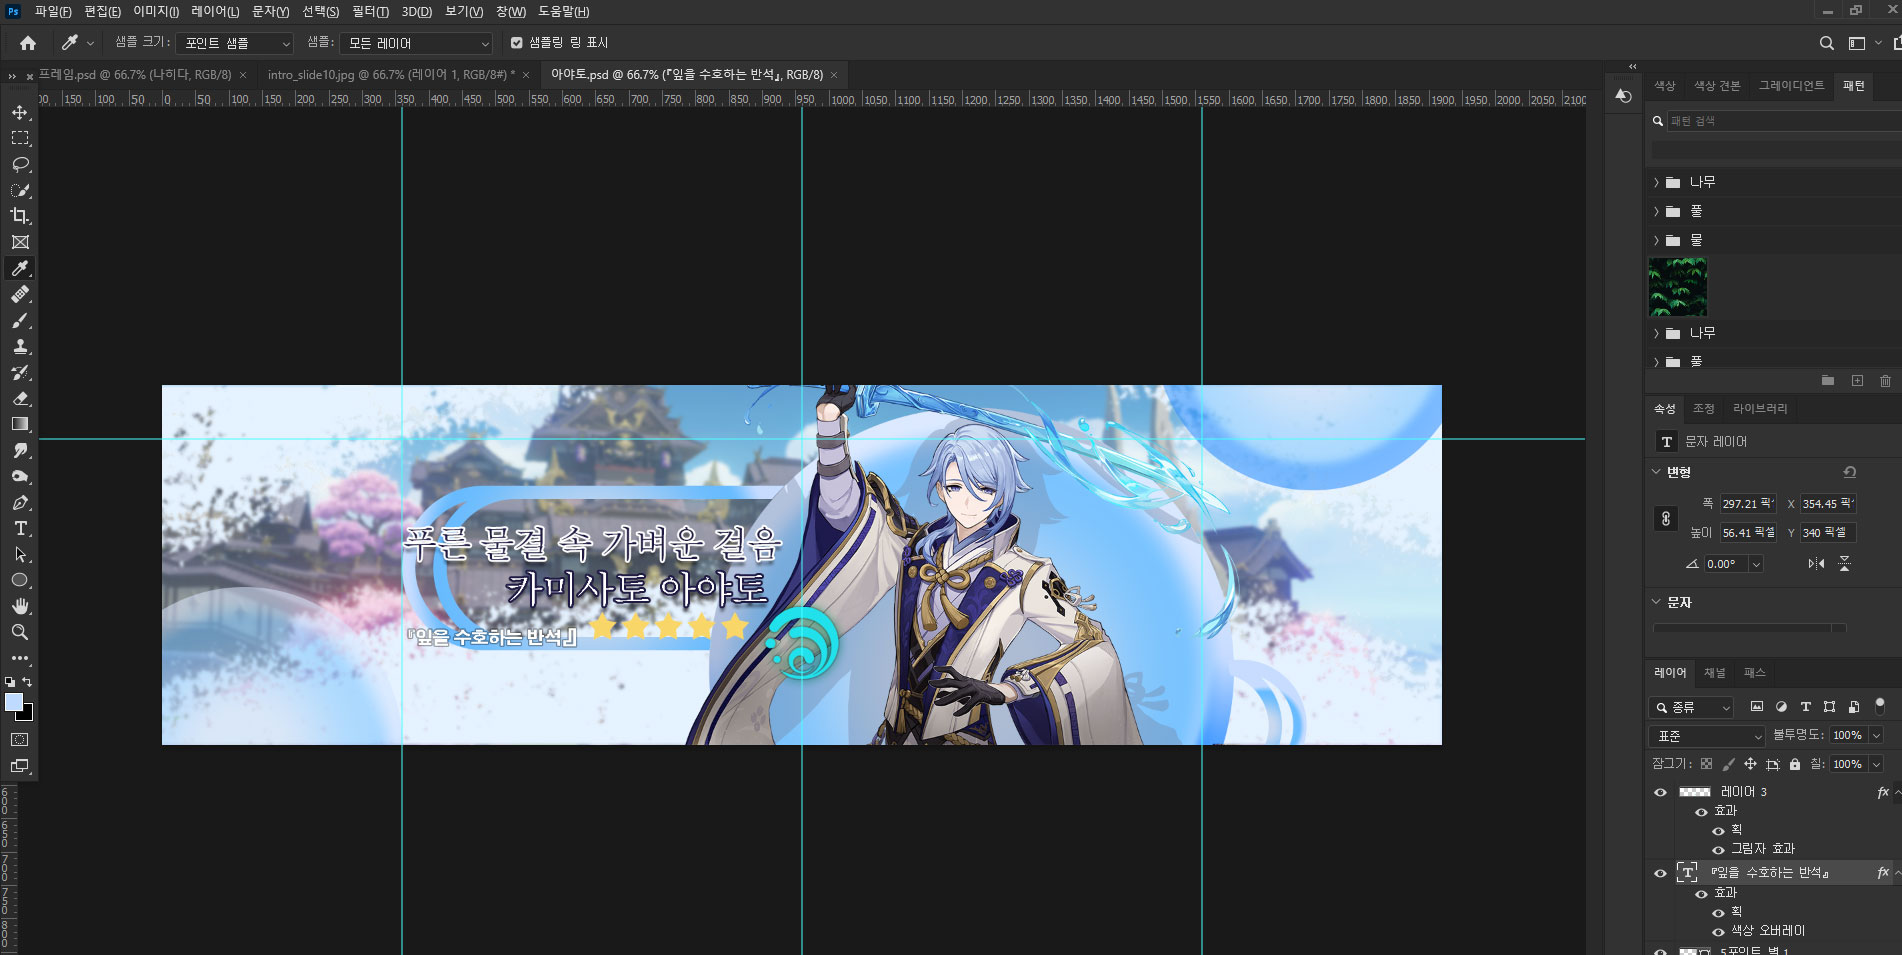 Ps 파일(F) 편집(E) 이미지(I) 레이어(L) 문자(Y) 선택(S) 필터(T) 3D(D) 보기(V) 창(W) 도움말(H)
샘플 크기: 포인트 샘플 샘플: 모든 레이어 샘플링 링 표시
프레임.psd @ 66.7% (나히다, RGB/8) × intro_slide10.jpg @ 66.7% (레이어 1, RGB/8#) * × 아야토.psd @ 66.7% (『잎을 수호하는 반석』, RGB/8) ×
150 100 50 0 50 100 150 200 250 300 350 400 450 500 550 600 650 700 750 800 850 900 950 1000 1050 1100 1150 1200 1250 1300 1350 1400 1450 1500 1550 1600 1650 1700 1750 1800 1850 1900 1950 2000 2050 2100
푸른 물결 속 가벼운 걸음
카미사토 아야토
『잎을 수호하는 반석』
600
650
700
750
800
색상 색상 견본 그레이디언트 패턴
패턴 검색
나무
풀
물
나무
풀
속성 조정 라이브러리
T 문자 레이어
변형
폭 297.21 픽 X 354.45 픽
높이 56.41 픽셀 Y 340 픽셀
0.00°
문자
레이어 채널 패스
종류
표준 불투명도: 100%
잠그기: 칠: 100%
레이어 3 fx
효과
획
그림자 효과
T 『잎을 수호하는 반석』 fx
효과
획
색상 오버레이
5포인트 별 1